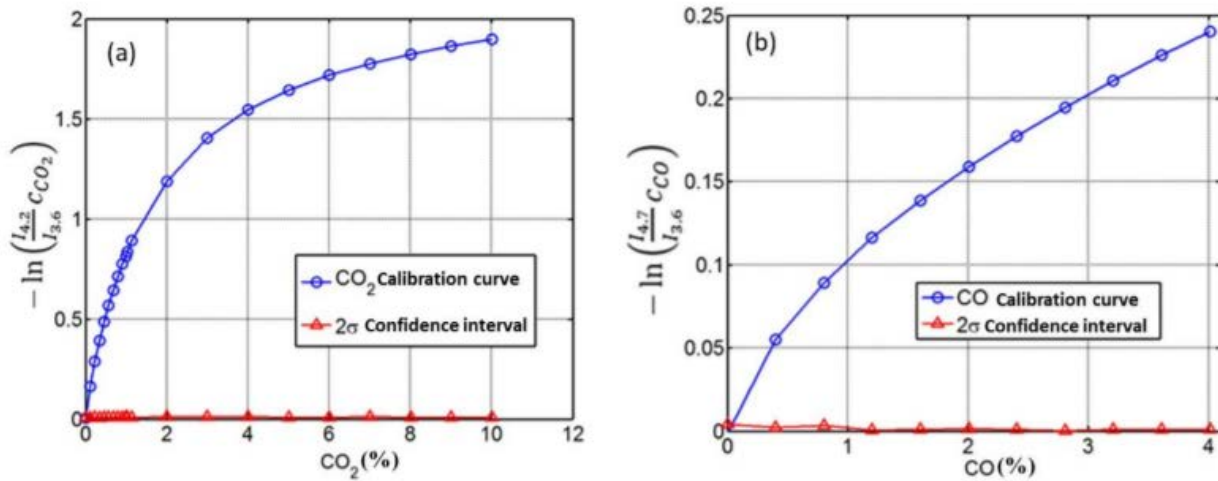 (a)
2
1.5
1
0.5
0
0
2
4
6
8
10
12
−ln(I4.2/I3.6 cCO2)
CO2(%)
CO2 Calibration curve
2σ Confidence interval
(b)
0.25
0.2
0.15
0.1
0.05
0
0
1
2
3
4
−ln(I4.7/I3.6 cCO)
CO(%)
CO Calibration curve
2σ Confidence interval